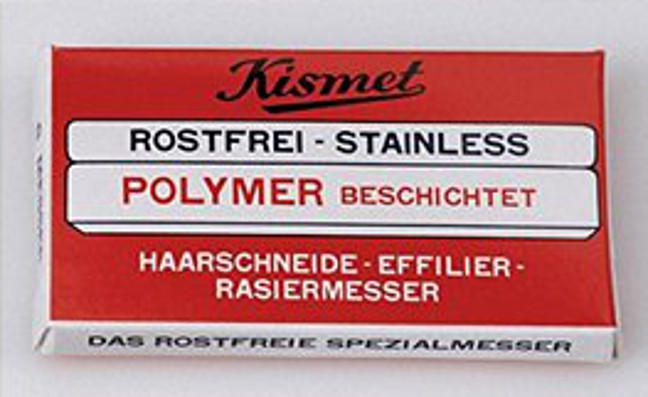 Kismet
ROSTFREI - STAINLESS
POLYMER BESCHICHTET
HAARSCHNEIDE - EFFILIER -
RASIERMESSER
DAS ROSTFREIE SPEZIALMESSER